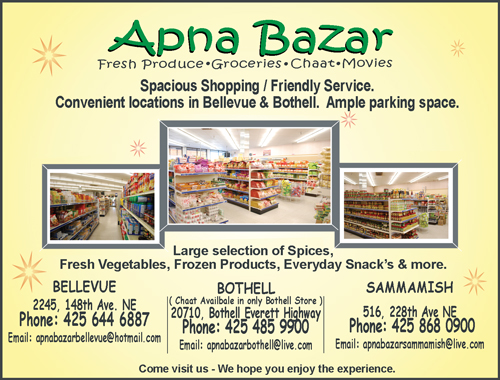 Apna Bazar
Fresh Produce•Groceries•Chaat•Movies
Spacious Shopping / Friendly Service.
Convenient locations in Bellevue & Bothell. Ample parking space.
Large selection of Spices,
Fresh Vegetables, Frozen Products, Everyday Snack's & more.
BELLEVUE
2245, 148th Ave. NE
Phone: 425 644 6887
Email: apnabazarbellevue@hotmail.com
BOTHELL
( Chaat Availbale in only Bothell Store )
20710, Bothell Everett Highway
Phone: 425 485 9900
Email: apnabazarbothell@live.com
SAMMAMISH
516, 228th Ave NE
Phone: 425 868 0900
Email: apnabazarsammamish@live.com
Come visit us - We hope you enjoy the experience.